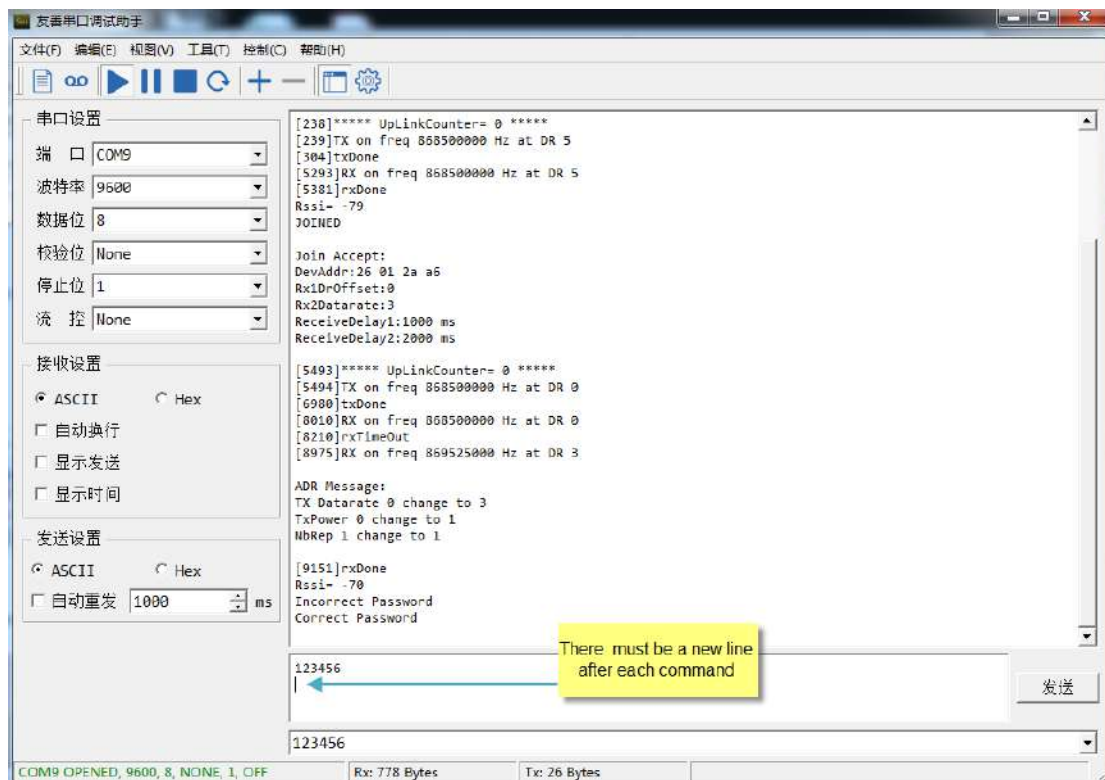 友善串口调试助手
文件(F) 编辑(E) 视图(V) 工具(T) 控制(C) 帮助(H)
串口设置
端 口 COM9
波特率 9600
数据位 8
校验位 None
停止位 1
流 控 None
接收设置
ASCII Hex
自动换行
显示发送
显示时间
发送设置
ASCII Hex
自动重发 1000 ms
[238]***** UpLinkCounter= 0 *****
[239]TX on freq 868500000 Hz at DR 5
[304]txDone
[5293]RX on freq 868500000 Hz at DR 5
[5381]rxDone
Rssi= -79
JOINED
Join Accept:
DevAddr:26 01 2a a6
Rx1DrOffset:0
Rx2Datarate:3
ReceiveDelay1:1000 ms
ReceiveDelay2:2000 ms
[5493]***** UpLinkCounter= 0 *****
[5494]TX on freq 868500000 Hz at DR 0
[6980]txDone
[8010]RX on freq 868500000 Hz at DR 0
[8210]rxTimeOut
[8975]RX on freq 869525000 Hz at DR 3
ADR Message:
TX Datarate 0 change to 3
TxPower 0 change to 1
NbRep 1 change to 1
[9151]rxDone
Rssi= -70
Incorrect Password
Correct Password
There must be a new line
after each command
123456
发送
123456
COM9 OPENED, 9600, 8, NONE, 1, OFF Rx: 778 Bytes Tx: 26 Bytes